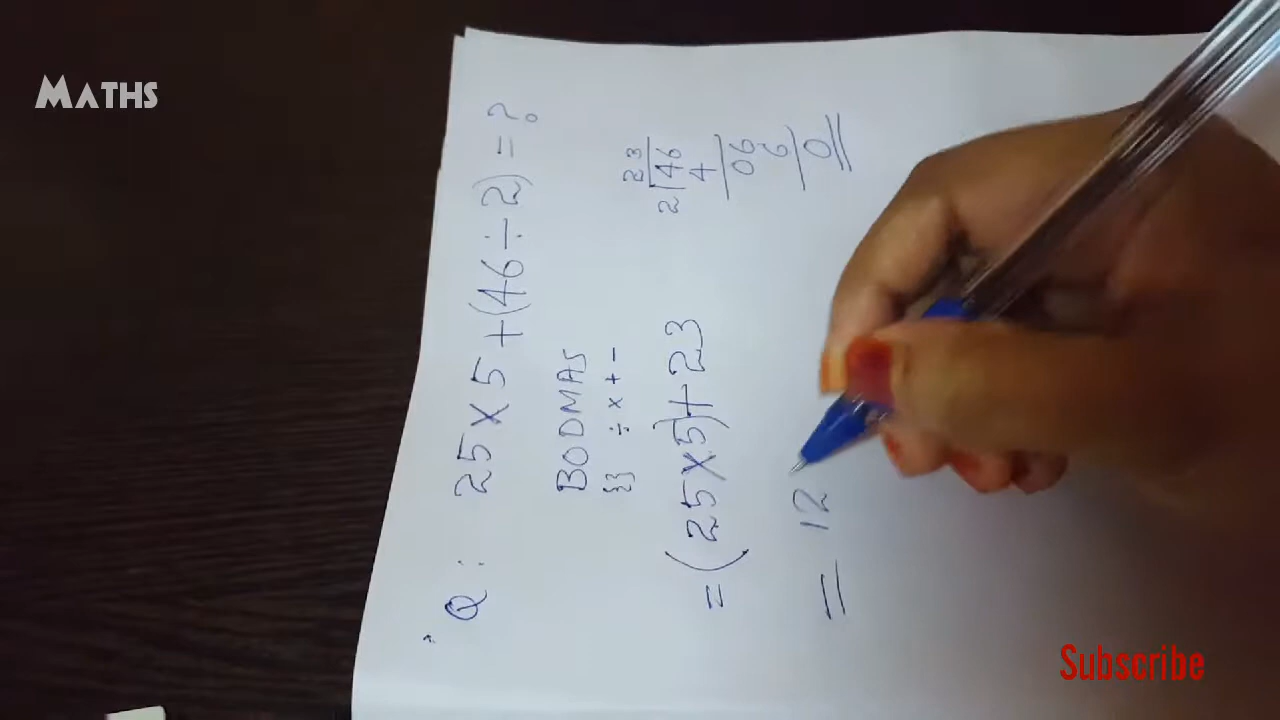 MATHS
Q: 25 × 5 + (46 ÷ 2) = ?
BODMAS
{} ÷ × + -
= (25 × 5) + 23
= 12
23
2⟌46
4
06
6
0
Subscribe